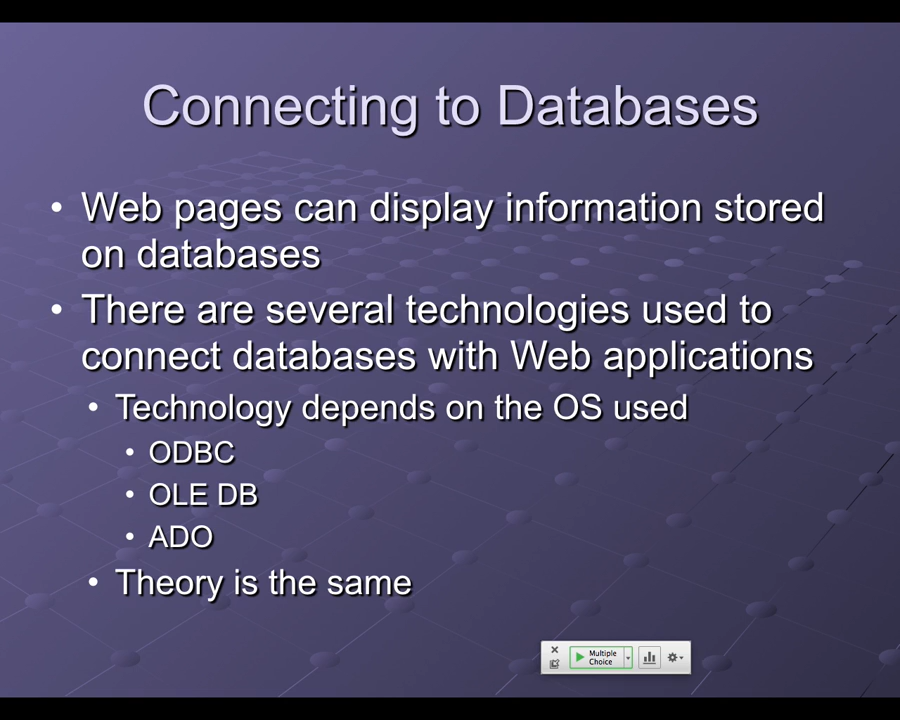 Connecting to Databases
• Web pages can display information stored
on databases
• There are several technologies used to
connect databases with Web applications
• Technology depends on the OS used
• ODBC
• OLE DB
• ADO
• Theory is the same
Multiple
Choice